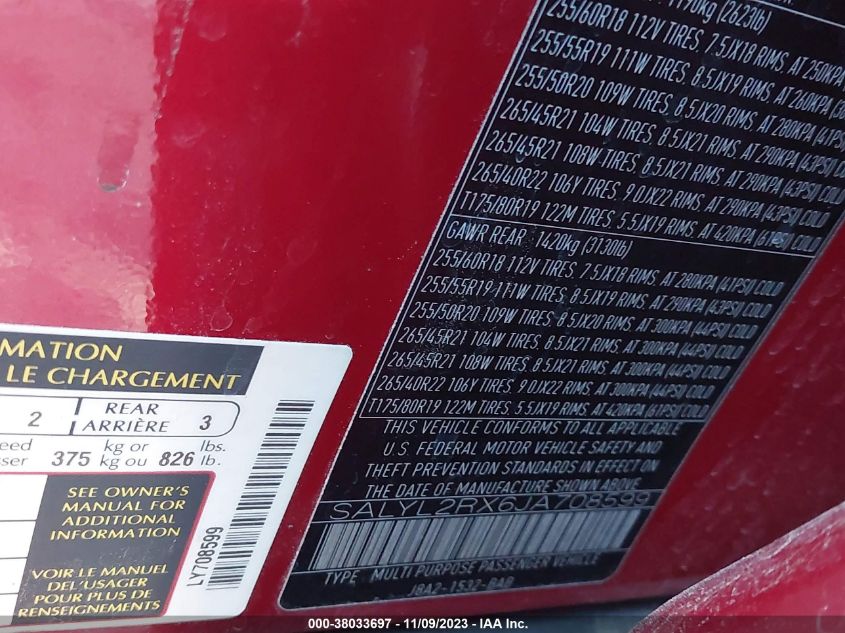 1190kg (2623lb)
255/60R18 112V TIRES, 7.5JX18 RIMS, AT 250KPA
255/55R19 111W TIRES, 8.5JX19 RIMS, AT 260KPA
255/50R20 109W TIRES, 8.5JX20 RIMS, AT 280KPA (41PSI)
265/45R21 104W TIRES, 8.5JX21 RIMS, AT 290KPA (43PSI) COLD
265/45R21 108W TIRES, 8.5JX21 RIMS, AT 290KPA (43PSI) COLD
265/40R22 106Y TIRES, 9.0JX22 RIMS, AT 290KPA (43PSI) COLD
T175/80R19 122M TIRES, 5.5JX19 RIMS, AT 420KPA (61PSI) COLD
GAWR REAR : 1420kg (3130lb)
255/60R18 112V TIRES, 7.5JX18 RIMS, AT 280KPA (41PSI) COLD
255/55R19 111W TIRES, 8.5JX19 RIMS, AT 290KPA (43PSI) COLD
255/50R20 109W TIRES, 8.5JX20 RIMS, AT 300KPA (44PSI) COLD
265/45R21 104W TIRES, 8.5JX21 RIMS, AT 300KPA (44PSI) COLD
265/45R21 108W TIRES, 8.5JX21 RIMS, AT 300KPA (44PSI) COLD
265/40R22 106Y TIRES, 9.0JX22 RIMS, AT 300KPA (44PSI) COLD
T175/80R19 122M TIRES, 5.5JX19 RIMS, AT 420KPA (61PSI) COLD
THIS VEHICLE CONFORMS TO ALL APPLICABLE
U.S. FEDERAL MOTOR VEHICLE SAFETY AND
THEFT PREVENTION STANDARDS IN EFFECT ON
THE DATE OF MANUFACTURE SHOWN ABOVE.
SALYL2RX6JA708599
TYPE: MULTI PURPOSE PASSENGER VEHICLE
J8A2-1532-BAB
MATION
LE CHARGEMENT
2 REAR 3
ARRIÈRE
eed 375 kg or 826 lbs.
sser kg ou lb.
SEE OWNER'S
MANUAL FOR
ADDITIONAL
INFORMATION
VOIR LE MANUEL
DE L'USAGER
POUR PLUS DE
RENSEIGNEMENTS
LY708599
000-38033697 - 11/09/2023 - IAA Inc.